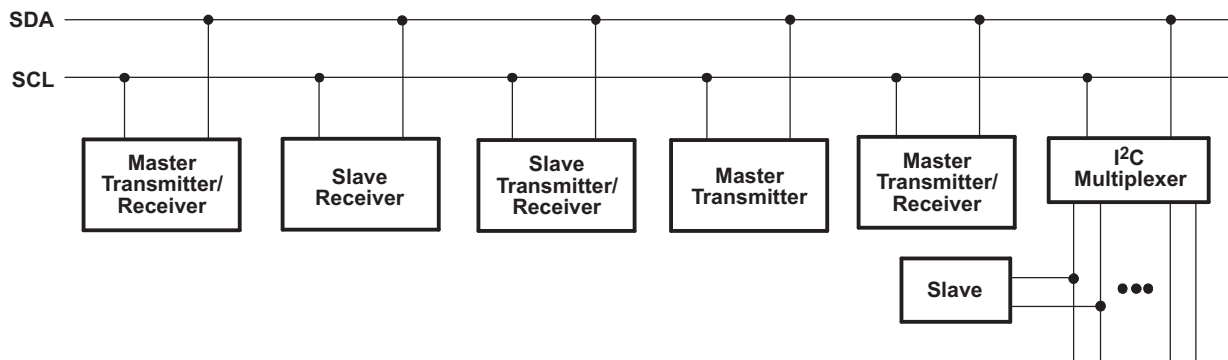 SDA
SCL
Master
Transmitter/
Receiver
Slave
Receiver
Slave
Transmitter/
Receiver
Master
Transmitter
Master
Transmitter/
Receiver
I²C
Multiplexer
Slave